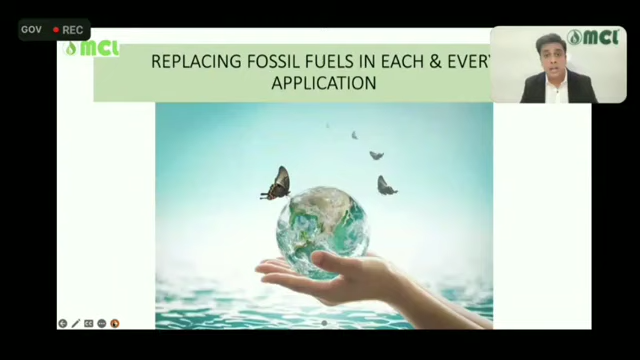 GOV REC
MCL
MCL
REPLACING FOSSIL FUELS IN EACH & EVERY
APPLICATION